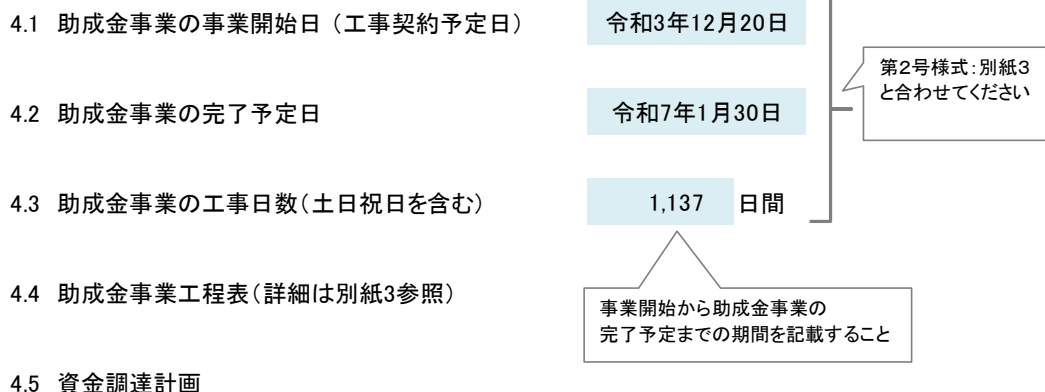 4.1 助成金事業の事業開始日（工事契約予定日） 令和3年12月20日
第2号様式：別紙3
と合わせてください
4.2 助成金事業の完了予定日 令和7年1月30日
4.3 助成金事業の工事日数（土日祝日を含む） 1,137 日間
4.4 助成金事業工程表（詳細は別紙3参照）
事業開始から助成金事業の
完了予定までの期間を記載すること
4.5 資金調達計画